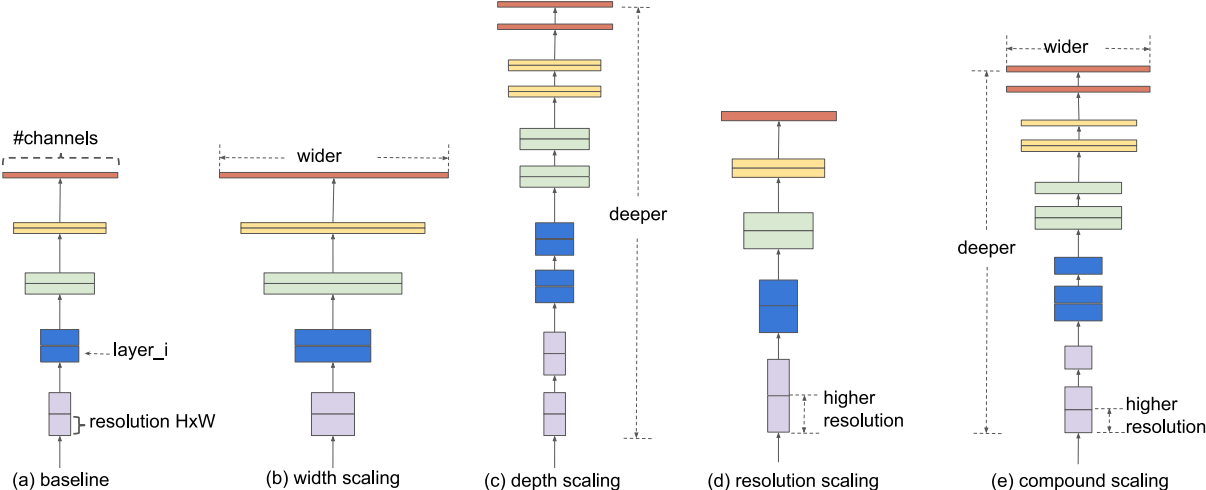 #channels
layer_i
resolution HxW
(a) baseline
wider
(b) width scaling
deeper
(c) depth scaling
higher
resolution
(d) resolution scaling
wider
deeper
higher
resolution
(e) compound scaling